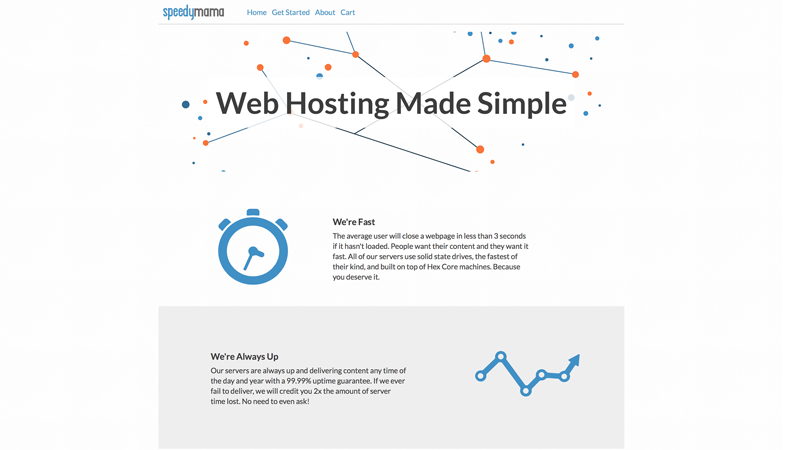 speedymama
Home Get Started About Cart
Web Hosting Made Simple
We're Fast
The average user will close a webpage in less than 3 seconds
if it hasn't loaded. People want their content and they want it
fast. All of our servers use solid state drives, the fastest of
their kind, and built on top of Hex Core machines. Because
you deserve it.
We're Always Up
Our servers are always up and delivering content any time of
the day and year with a 99.99% uptime guarantee. If we ever
fail to deliver, we will credit you 2x the amount of server
time lost. No need to even ask!